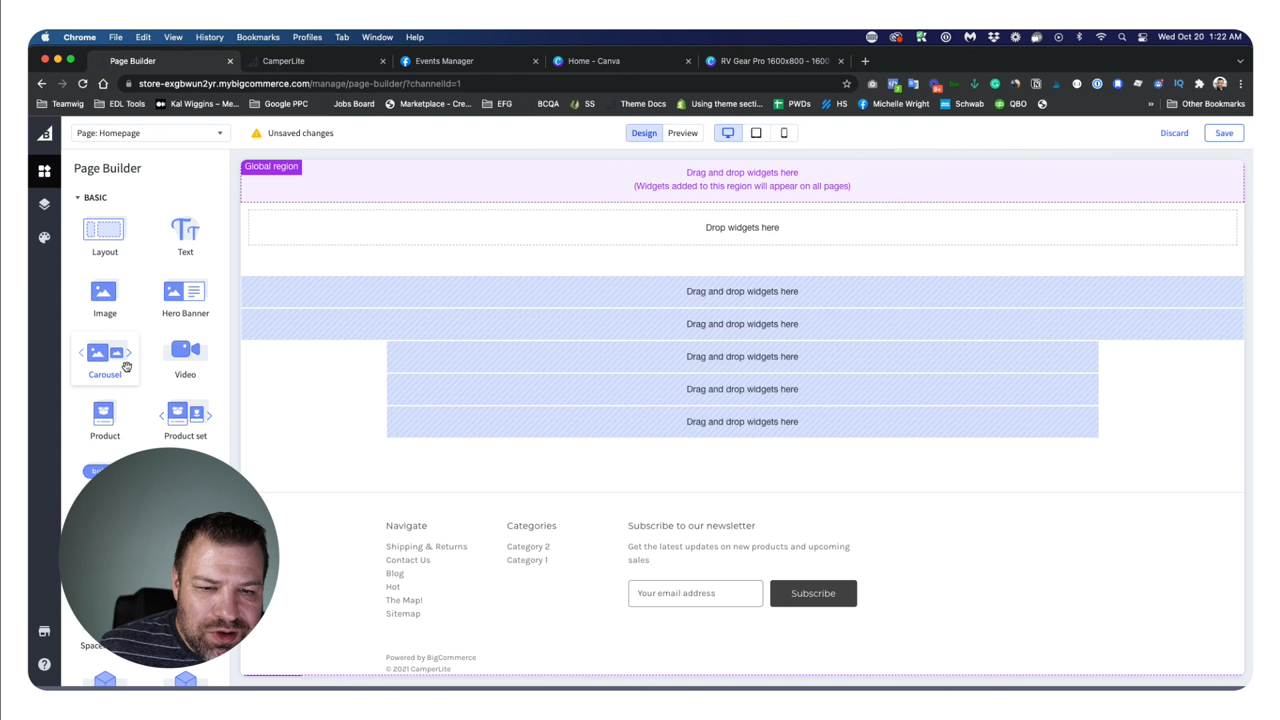 Chrome File Edit View History Bookmarks Profiles Tab Window Help
Wed Oct 20 1:22 AM
Page Builder
CamperLite
Events Manager
Home - Canva
RV Gear Pro 1600x800 - 1600
store-exgbwun2yr.mybigcommerce.com/manage/page-builder/?channelId=1
Teamwig EDL Tools Kal Wiggins – Me... Google PPC Jobs Board Marketplace - Cre... EFG BCQA SS Theme Docs Using theme secti... PWDs HS Michelle Wright Schwab QBO » Other Bookmarks
Page: Homepage
Unsaved changes
Design Preview
Discard Save
Page Builder
BASIC
Layout
Text
Image
Hero Banner
Carousel
Video
Product
Product set
Global region
Drag and drop widgets here
(Widgets added to this region will appear on all pages)
Drop widgets here
Drag and drop widgets here
Drag and drop widgets here
Drag and drop widgets here
Drag and drop widgets here
Drag and drop widgets here
Navigate
Shipping & Returns
Contact Us
Blog
Hot
The Map!
Sitemap
Categories
Category 2
Category 1
Subscribe to our newsletter
Get the latest updates on new products and upcoming
sales
Your email address
Subscribe
Powered by BigCommerce
© 2021 CamperLite